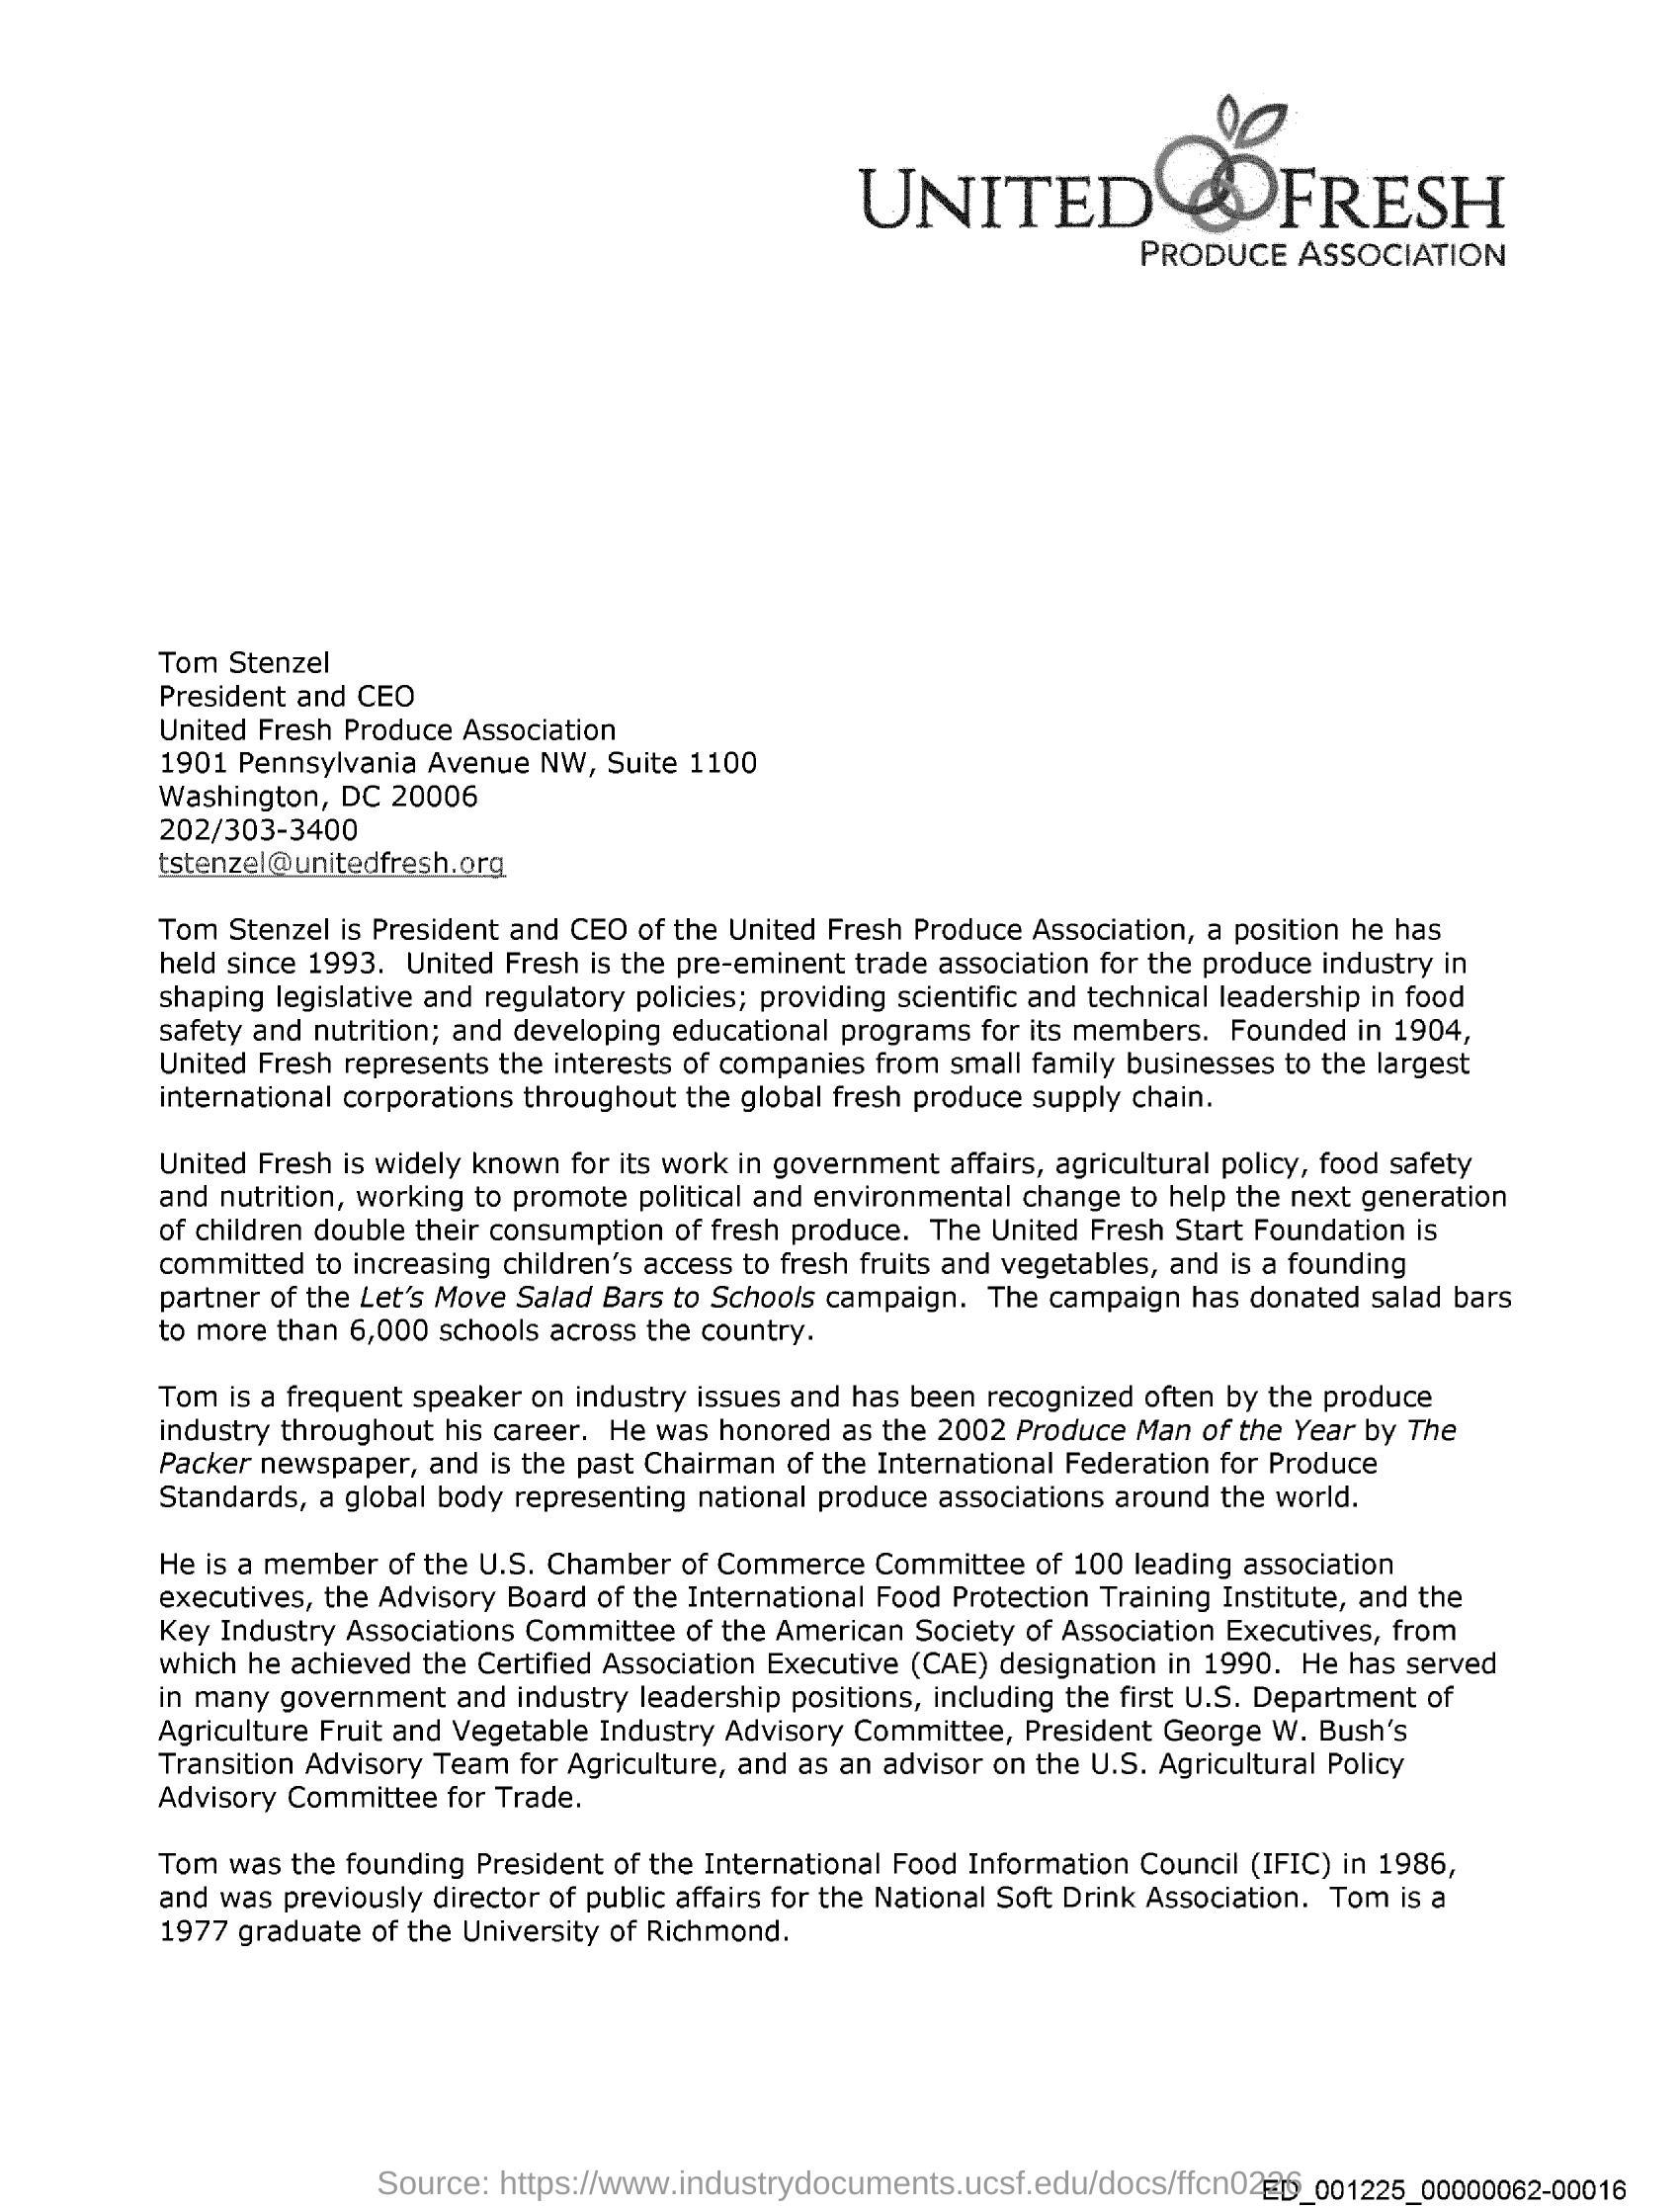 UNITED FRESH
PRODUCE ASSOCIATION
Tom Stenzel
President and CEO
United Fresh Produce Association
1901 Pennsylvania Avenue NW, Suite 1100
Washington, DC 20006
202/303-3400
tstenzel@unitedfresh.org
Tom Stenzel is President and CEO of the United Fresh Produce Association, a position he has
held since 1993.  United Fresh is the pre-eminent trade association for the produce industry in
shaping legislative and regulatory policies; providing scientific and technical leadership in food
safety and nutrition; and developing educational programs for its members.  Founded in 1904,
United Fresh represents the interests of companies from small family businesses to the largest
international corporations throughout the global fresh produce supply chain.
United Fresh is widely known for its work in government affairs, agricultural policy, food safety
and nutrition, working to promote political and environmental change to help the next generation
of children double their consumption of fresh produce.  The United Fresh Start Foundation is
committed to increasing children's access to fresh fruits and vegetables, and is a founding
partner of the Let's Move Salad Bars to Schools campaign.  The campaign has donated salad bars
to more than 6,000 schools across the country.
Tom is a frequent speaker on industry issues and has been recognized often by the produce
industry throughout his career.  He was honored as the 2002 Produce Man of the Year by The
Packer newspaper, and is the past Chairman of the International Federation for Produce
Standards, a global body representing national produce associations around the world.
He is a member of the U.S. Chamber of Commerce Committee of 100 leading association
executives, the Advisory Board of the International Food Protection Training Institute, and the
Key Industry Associations Committee of the American Society of Association Executives, from
which he achieved the Certified Association Executive (CAE) designation in 1990.  He has served
in many government and industry leadership positions, including the first U.S. Department of
Agriculture Fruit and Vegetable Industry Advisory Committee, President George W. Bush's
Transition Advisory Team for Agriculture, and as an advisor on the U.S. Agricultural Policy
Advisory Committee for Trade.
Tom was the founding President of the International Food Information Council (IFIC) in 1986,
and was previously director of public affairs for the National Soft Drink Association.  Tom is a
1977 graduate of the University of Richmond.
Source: https://www.industrydocuments.ucsf.edu/docs/ffcn0226
ED_001225_00000062-00016